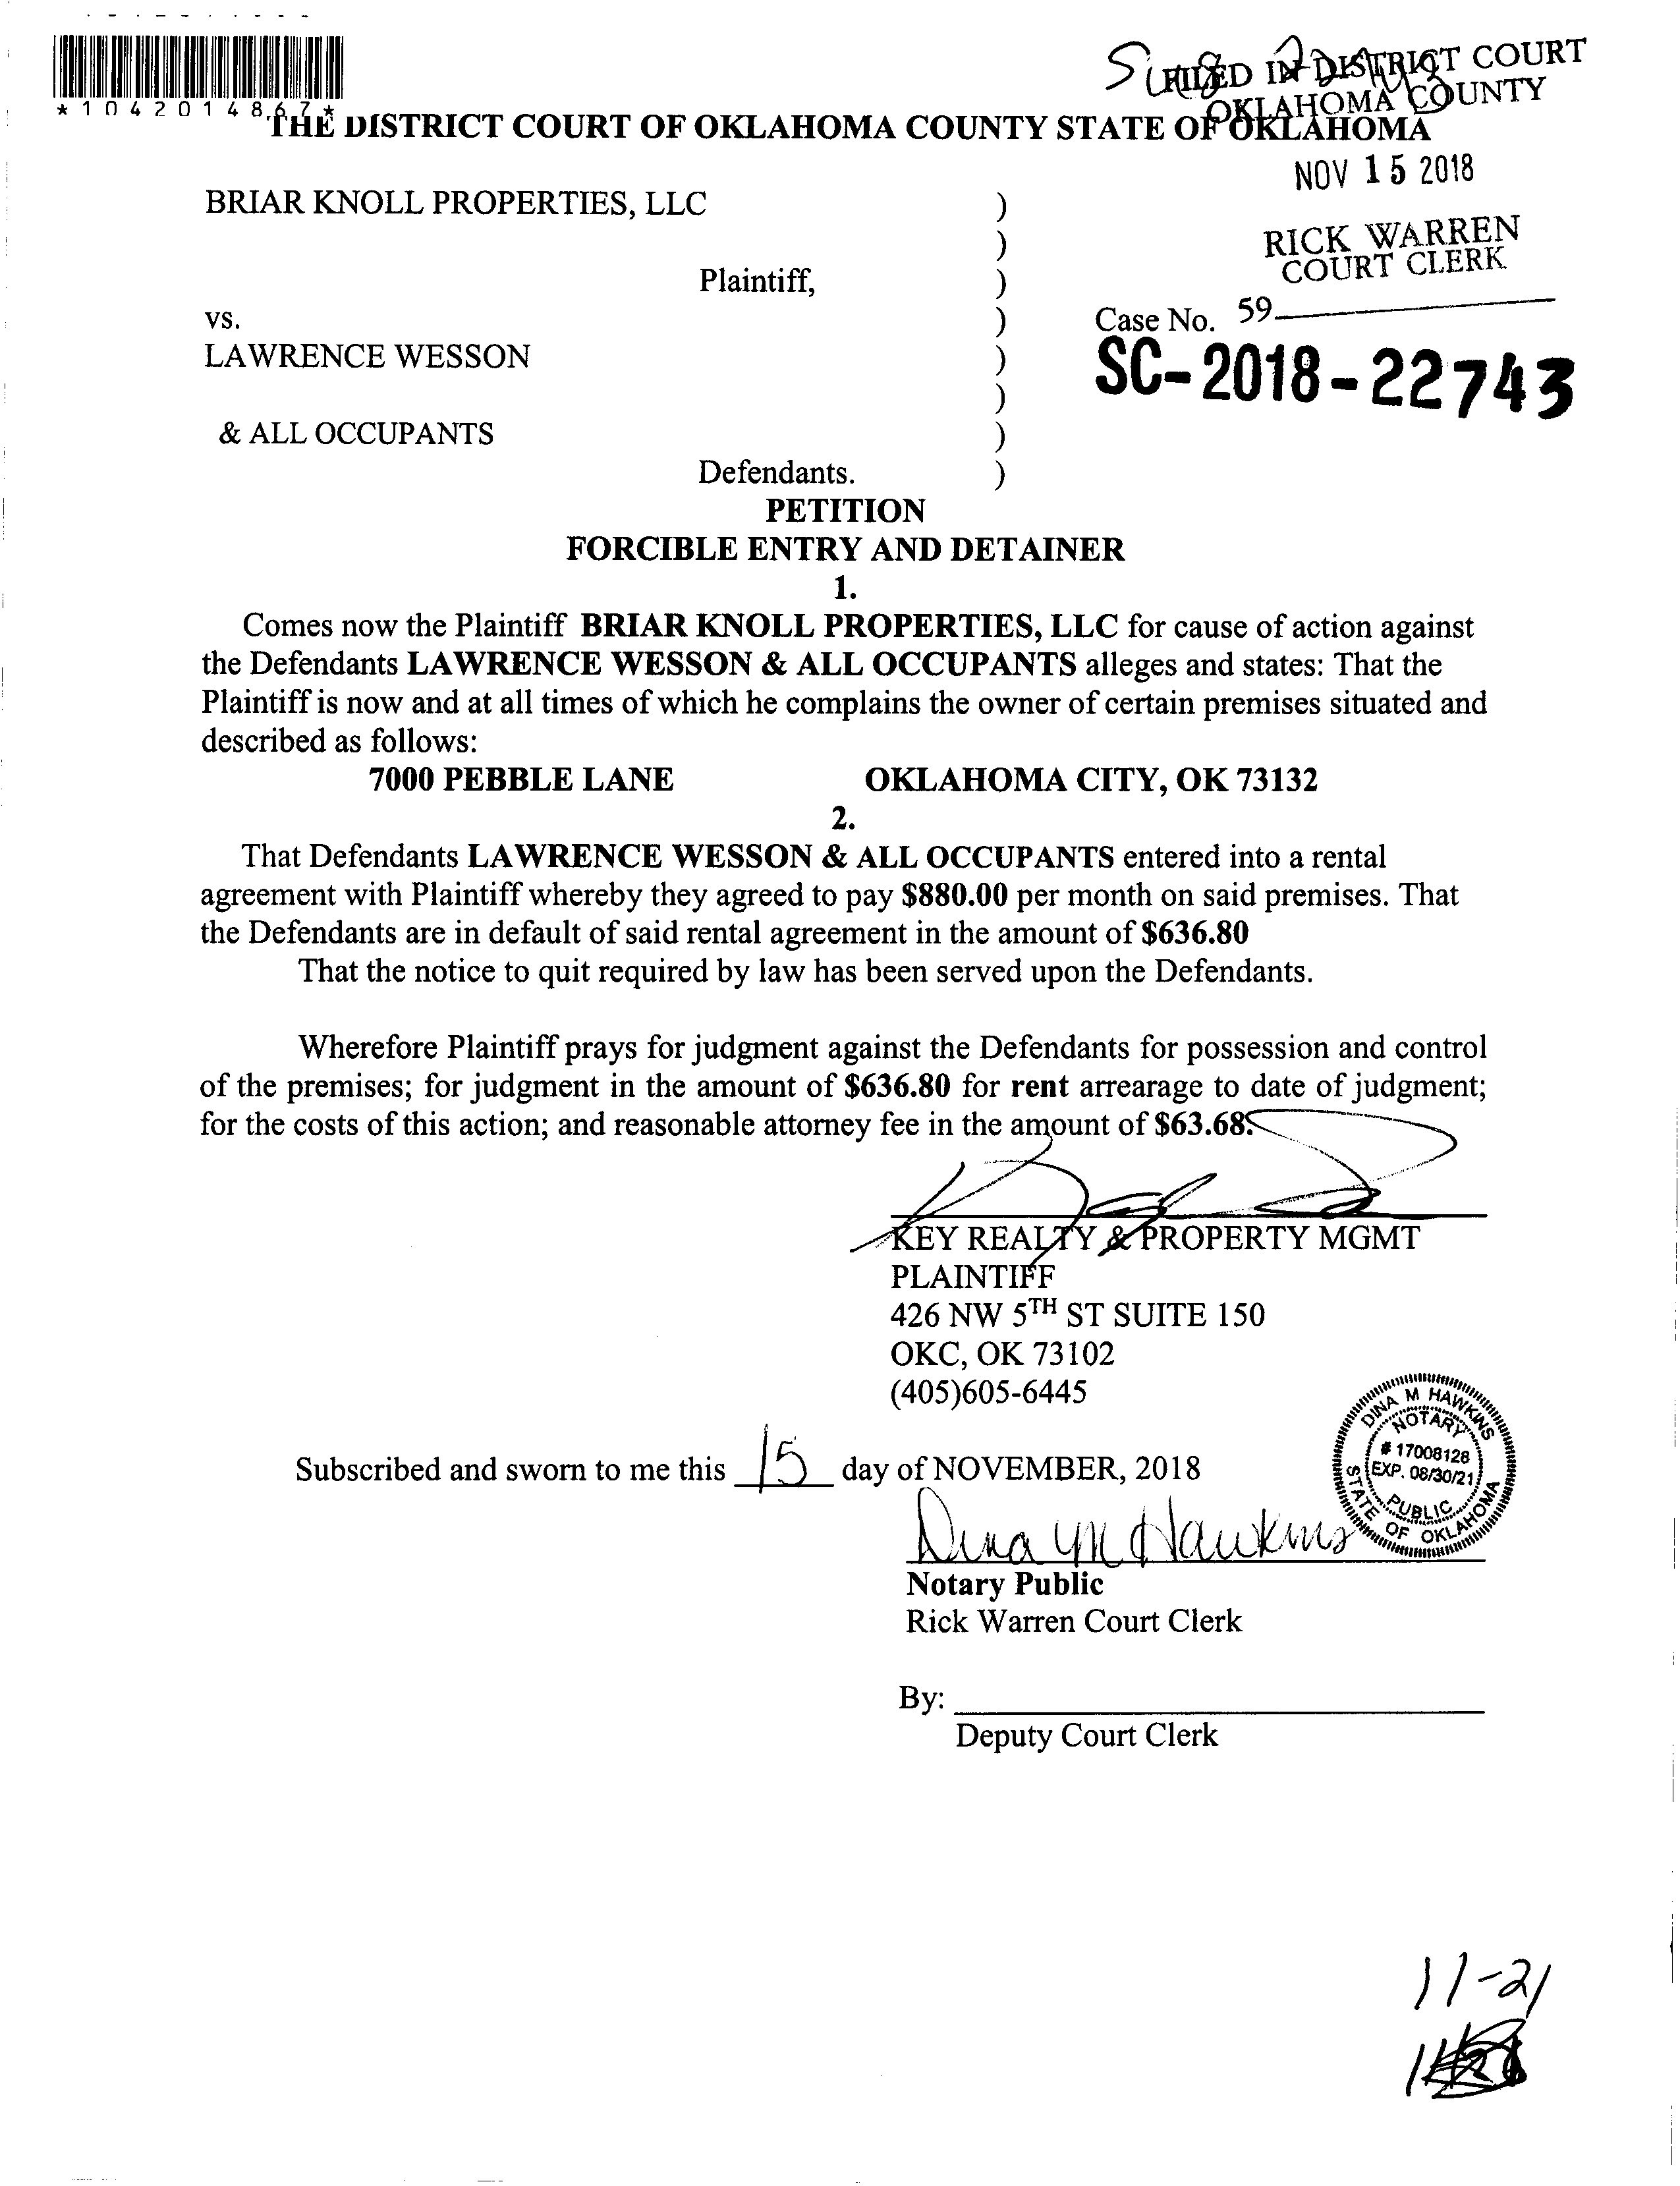 *1042014867*
FILED IN DISTRICT COURT
OKLAHOMA COUNTY
THE DISTRICT COURT OF OKLAHOMA COUNTY STATE OF OKLAHOMA
NOV 15 2018
BRIAR KNOLL PROPERTIES, LLC )
)
RICK WARREN
COURT CLERK
Plaintiff, )
vs. ) Case No. 59
LAWRENCE WESSON ) SC-2018-22743
)
& ALL OCCUPANTS )
Defendants. )
PETITION
FORCIBLE ENTRY AND DETAINER
1.
Comes now the Plaintiff BRIAR KNOLL PROPERTIES, LLC for cause of action against
the Defendants LAWRENCE WESSON & ALL OCCUPANTS alleges and states: That the
Plaintiff is now and at all times of which he complains the owner of certain premises situated and
described as follows:
7000 PEBBLE LANE OKLAHOMA CITY, OK 73132
2.
That Defendants LAWRENCE WESSON & ALL OCCUPANTS entered into a rental
agreement with Plaintiff whereby they agreed to pay $880.00 per month on said premises. That
the Defendants are in default of said rental agreement in the amount of $636.80
That the notice to quit required by law has been served upon the Defendants.
Wherefore Plaintiff prays for judgment against the Defendants for possession and control
of the premises; for judgment in the amount of $636.80 for rent arrearage to date of judgment;
for the costs of this action; and reasonable attorney fee in the amount of $63.68.
KEY REALTY & PROPERTY MGMT
PLAINTIFF
426 NW 5TH ST SUITE 150
OKC, OK 73102
(405)605-6445
DINA M HAWKINS
NOTARY
# 17008128
EXP. 08/30/21
PUBLIC
STATE OF OKLAHOMA
Subscribed and sworn to me this 15 day of NOVEMBER, 2018
Dina M Hawkins
Notary Public
Rick Warren Court Clerk
By:
Deputy Court Clerk
11-21